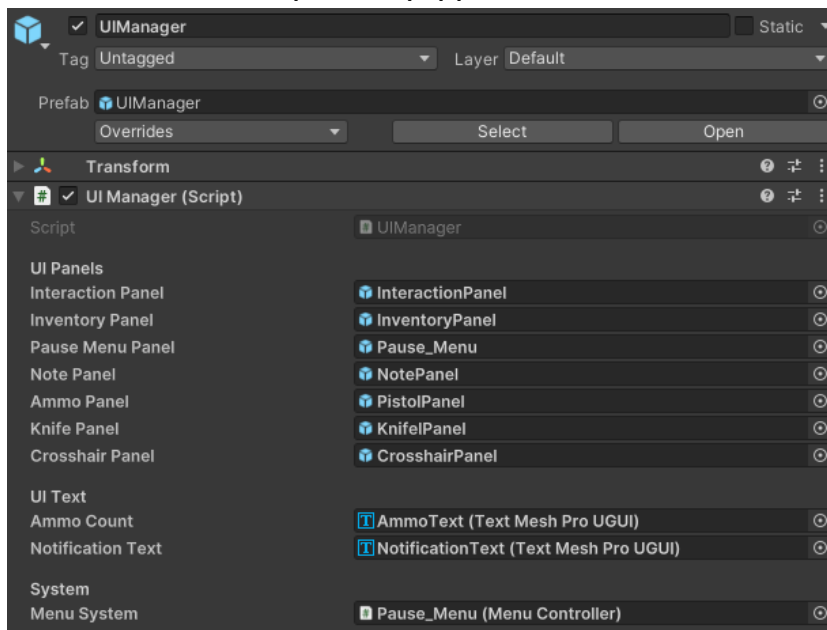 UIManager Static
Tag Untagged Layer Default
Prefab UIManager
Overrides Select Open
Transform
UI Manager (Script)
Script UIManager
UI Panels
Interaction Panel InteractionPanel
Inventory Panel InventoryPanel
Pause Menu Panel Pause_Menu
Note Panel NotePanel
Ammo Panel PistolPanel
Knife Panel KnifelPanel
Crosshair Panel CrosshairPanel
UI Text
Ammo Count AmmoText (Text Mesh Pro UGUI)
Notification Text NotificationText (Text Mesh Pro UGUI)
System
Menu System Pause_Menu (Menu Controller)